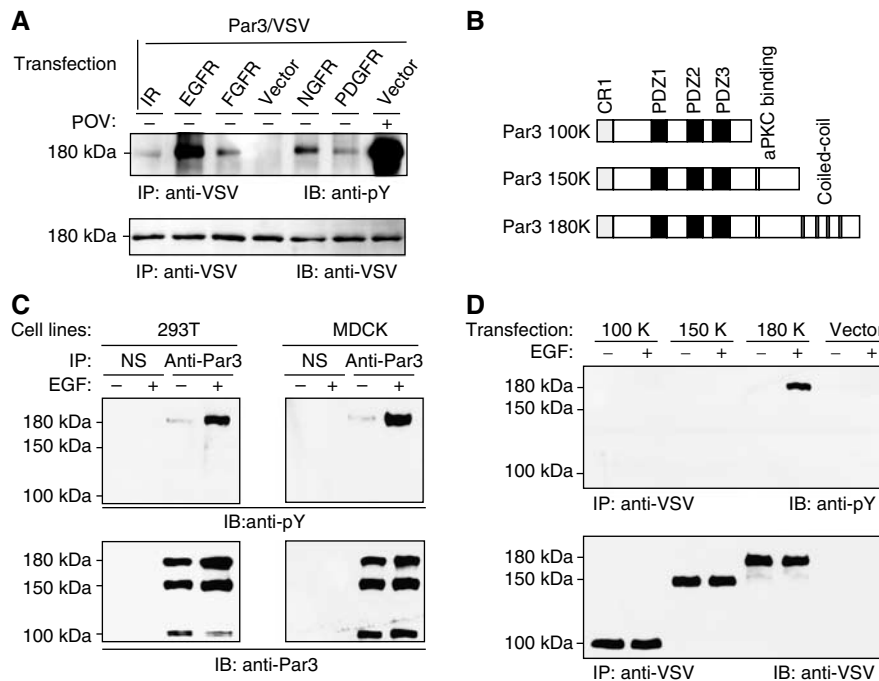 A
Par3/VSV
Transfection
IR EGFR FGFR Vector NGFR PDGFR Vector
POV: – – – – – – +
180 kDa
IP: anti-VSV IB: anti-pY
180 kDa
IP: anti-VSV IB: anti-VSV
B
CR1 PDZ1 PDZ2 PDZ3 aPKC binding Coiled-coil
Par3 100K
Par3 150K
Par3 180K
C
Cell lines: 293T MDCK
IP: NS Anti-Par3 NS Anti-Par3
EGF: – + – + – + – +
180 kDa
150 kDa
100 kDa
IB:anti-pY
180 kDa
150 kDa
100 kDa
IB: anti-Par3
D
Transfection: 100 K 150 K 180 K Vector
EGF: – + – + – + – +
180 kDa
150 kDa
100 kDa
IP: anti-VSV IB: anti-pY
180 kDa
150 kDa
100 kDa
IP: anti-VSV IB: anti-VSV